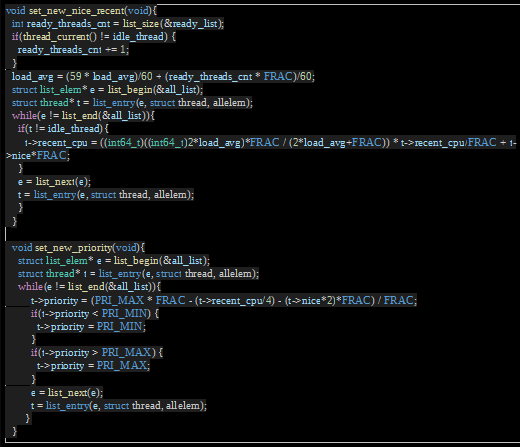 void set_new_nice_recent(void){
int ready_threads_cnt = list_size(&ready_list);
if(thread_current() != idle_thread) {
ready_threads_cnt += 1;
}
load_avg = (59 * load_avg)/60 + (ready_threads_cnt * FRAC)/60;
struct list_elem* e = list_begin(&all_list);
struct thread* t = list_entry(e, struct thread, allelem);
while(e != list_end(&all_list)){
if(t != idle_thread){
t->recent_cpu = ((int64_t)((int64_t)2*load_avg)*FRAC / (2*load_avg+FRAC)) * t->recent_cpu/FRAC + t-
>nice*FRAC;
}
e = list_next(e);
t = list_entry(e, struct thread, allelem);
}
}
void set_new_priority(void){
struct list_elem* e = list_begin(&all_list);
struct thread* t = list_entry(e, struct thread, allelem);
while(e != list_end(&all_list)){
t->priority = (PRI_MAX * FRAC - (t->recent_cpu/4) - (t->nice*2)*FRAC) / FRAC;
if(t->priority < PRI_MIN) {
t->priority = PRI_MIN;
}
if(t->priority > PRI_MAX) {
t->priority = PRI_MAX;
}
e = list_next(e);
t = list_entry(e, struct thread, allelem);
}
}